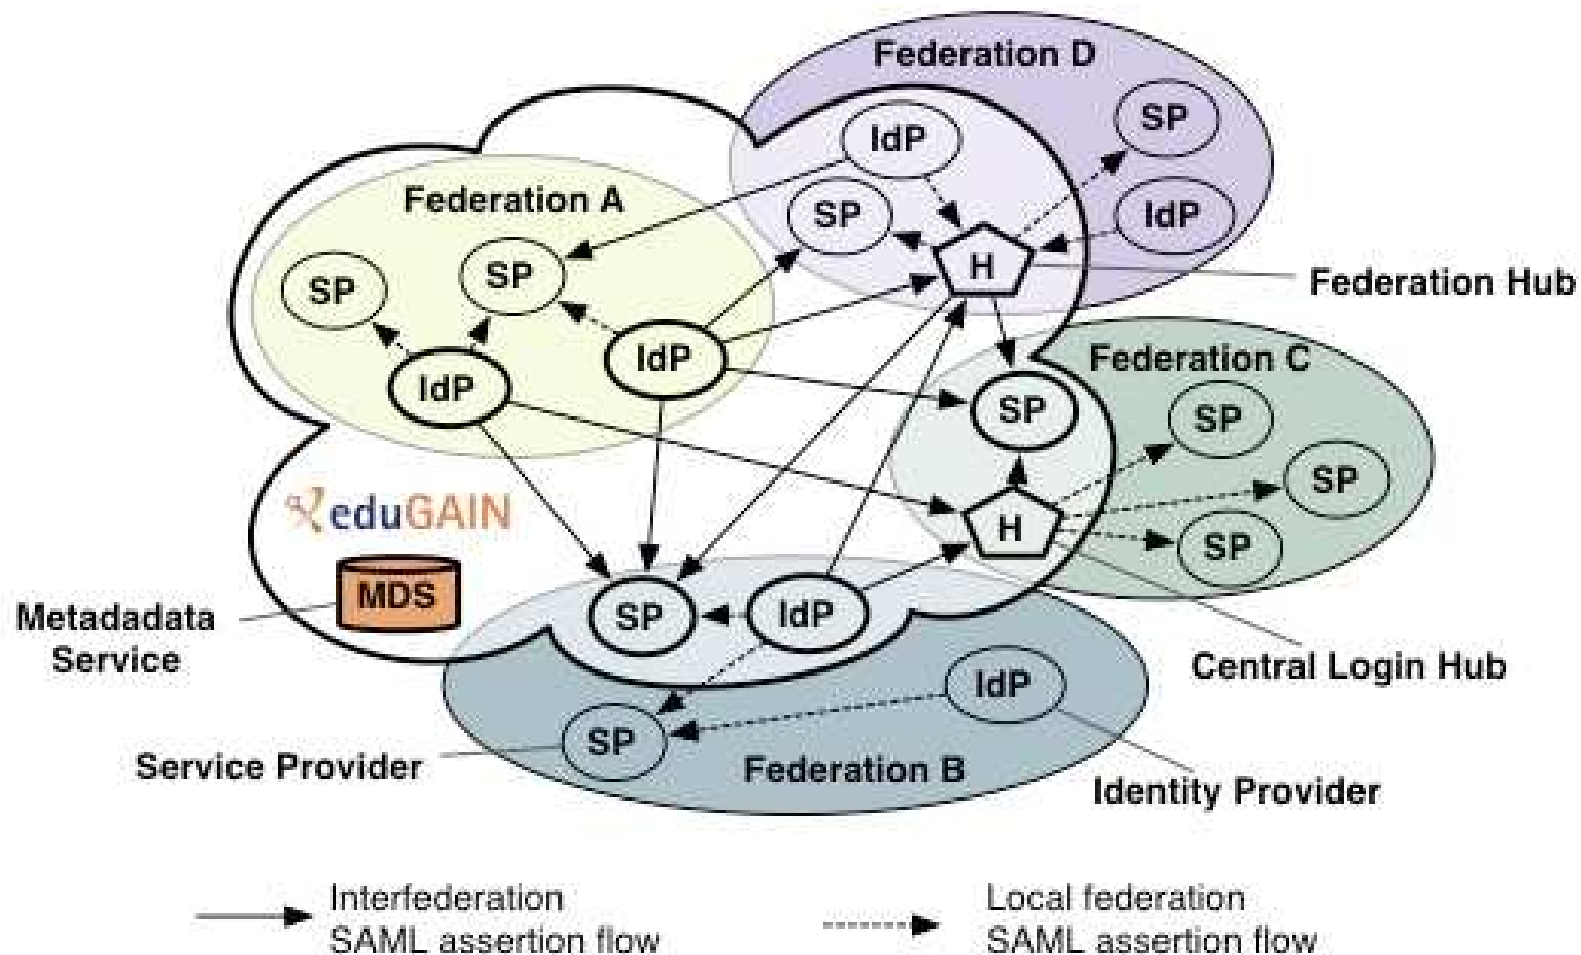 Federation D
SP
IdP
Federation A
SP
IdP
SP
SP
H
SP
Federation Hub
IdP
IdP
Federation C
SP
SP
SP
eduGAIN
H
SP
MDS
Metadadata
Service
SP
IdP
Central Login Hub
IdP
SP
Service Provider
Federation B
Identity Provider
Interfederation
SAML assertion flow
Local federation
SAML assertion flow